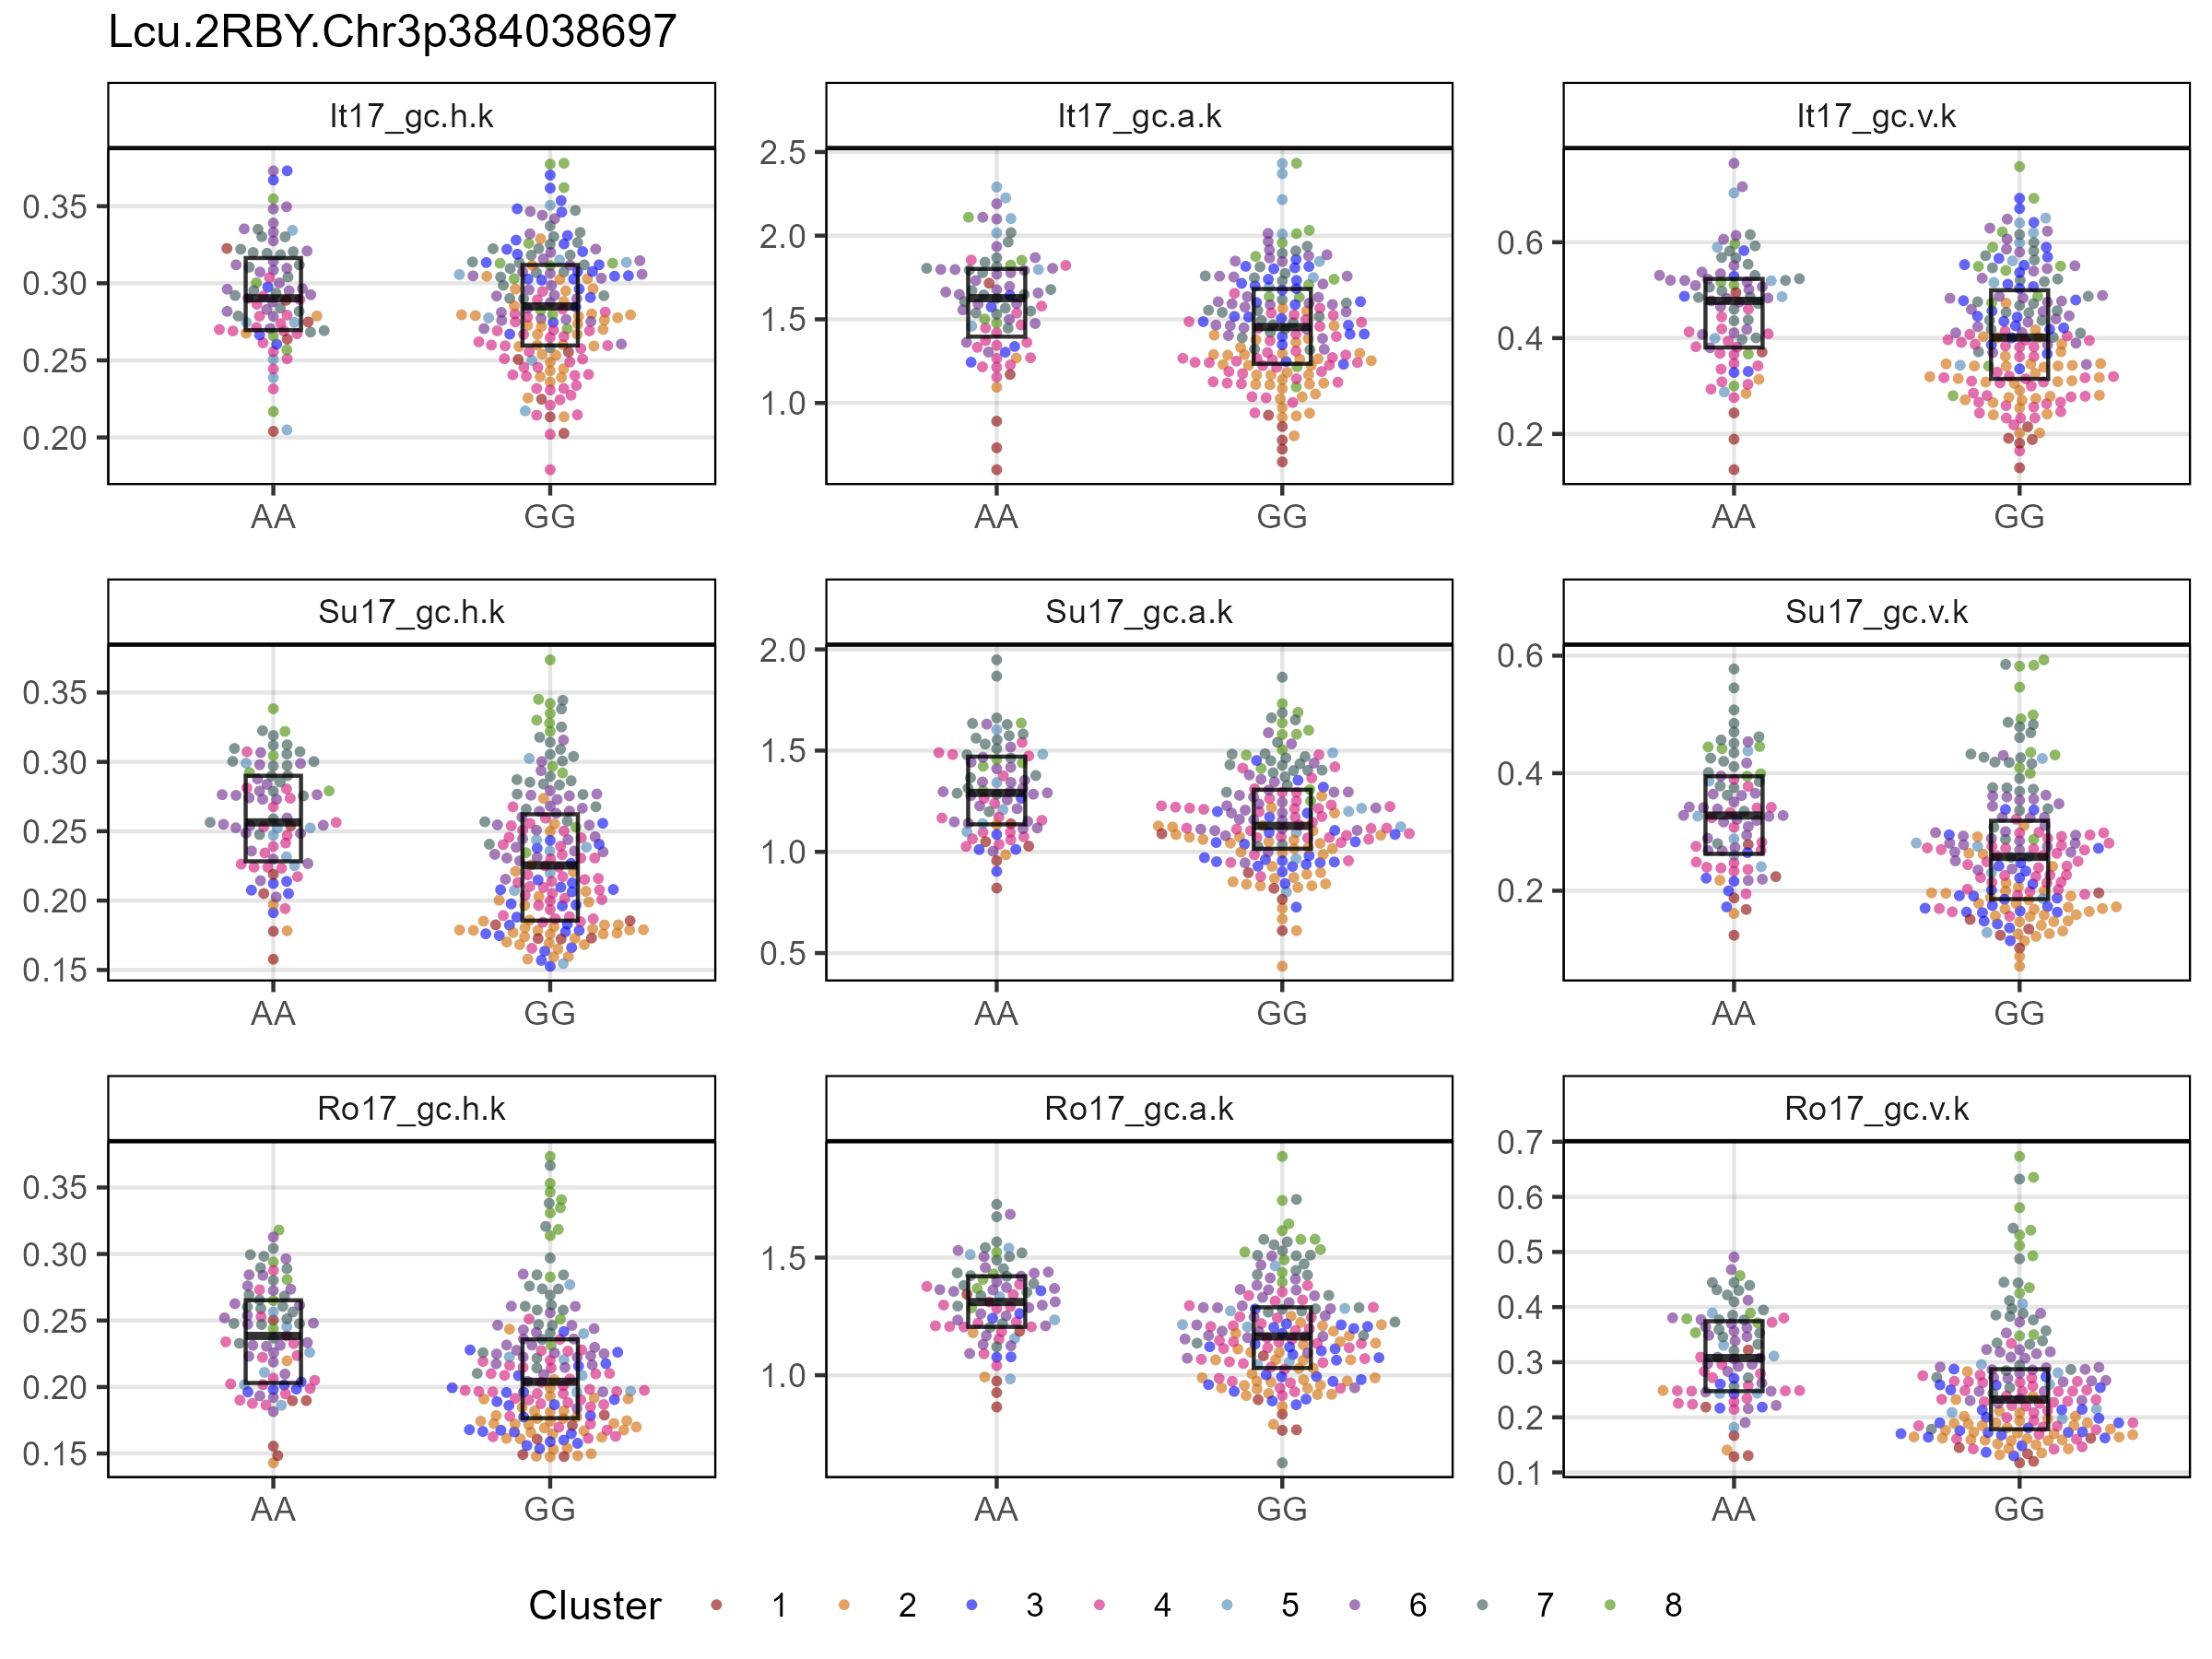 Lcu.2RBY.Chr3p384038697
It17_gc.h.k
It17_gc.a.k
It17_gc.v.k
0.35
0.30
0.25
0.20
AA
GG
2.5
2.0
1.5
1.0
AA
GG
0.6
0.4
0.2
AA
GG
Su17_gc.h.k
Su17_gc.a.k
Su17_gc.v.k
0.35
0.30
0.25
0.20
0.15
AA
GG
2.0
1.5
1.0
0.5
AA
GG
0.6
0.4
0.2
AA
GG
Ro17_gc.h.k
Ro17_gc.a.k
Ro17_gc.v.k
0.35
0.30
0.25
0.20
0.15
AA
GG
1.5
1.0
AA
GG
0.7
0.6
0.5
0.4
0.3
0.2
0.1
AA
GG
Cluster 1 2 3 4 5 6 7 8